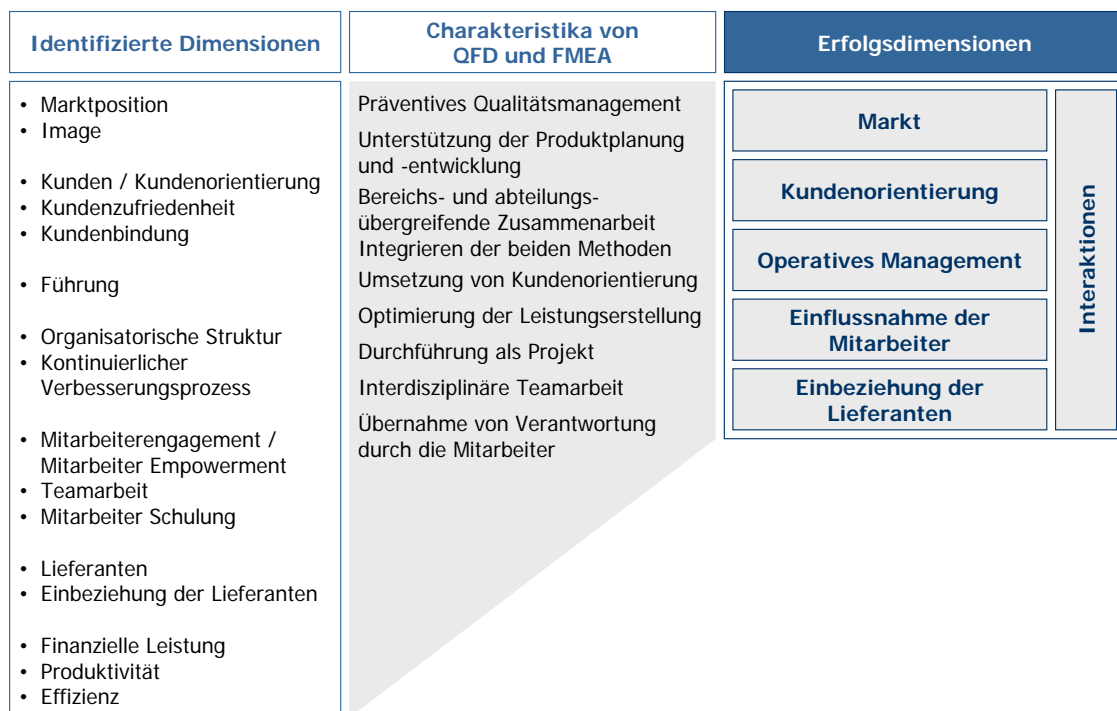 Identifizierte Dimensionen
• Marktposition
• Image
• Kunden / Kundenorientierung
• Kundenzufriedenheit
• Kundenbindung
• Führung
• Organisatorische Struktur
• Kontinuierlicher
Verbesserungsprozess
• Mitarbeiterengagement /
Mitarbeiter Empowerment
• Teamarbeit
• Mitarbeiter Schulung
• Lieferanten
• Einbeziehung der Lieferanten
• Finanzielle Leistung
• Produktivität
• Effizienz
Charakteristika von
QFD und FMEA
Präventives Qualitätsmanagement
Unterstützung der Produktplanung
und -entwicklung
Bereichs- und abteilungs-
übergreifende Zusammenarbeit
Integrieren der beiden Methoden
Umsetzung von Kundenorientierung
Optimierung der Leistungserstellung
Durchführung als Projekt
Interdisziplinäre Teamarbeit
Übernahme von Verantwortung
durch die Mitarbeiter
Erfolgsdimensionen
Markt
Kundenorientierung
Operatives Management
Einflussnahme der
Mitarbeiter
Einbeziehung der
Lieferanten
Interaktionen